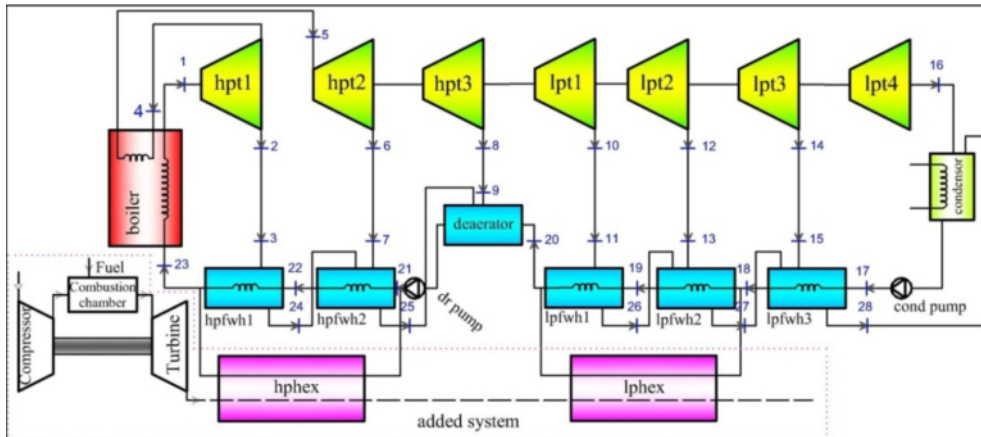 5
1
16
hpt1
hpt2
hpt3
lpt1
lpt2
lpt3
lpt4
4
2
6
8
10
12
14
boiler
condensor
9
deaerator
3
7
20
11
13
15
23
22
21
19
18
17
Fuel
Combustion
chamber
24
25
26
27
28
hpfwh1
hpfwh2
dr pump
lpfwh1
lpfwh2
lpfwh3
cond pump
Compressor
Turbine
hphex
lphex
added system